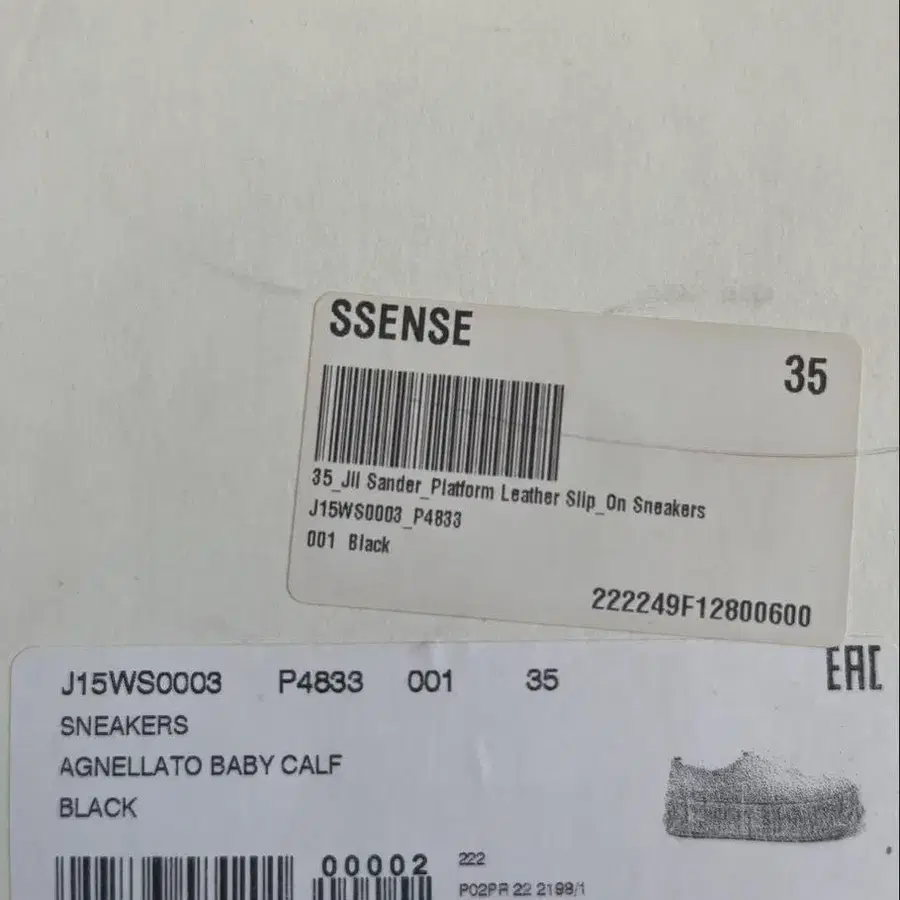 SSENSE
35
35_Jil Sander_Platform Leather Slip_On Sneakers
J15WS0003_P4833
001 Black
222249F12800600
EAC
J15WS0003 P4833 001 35
SNEAKERS
AGNELLATO BABY CALF
BLACK
00002
222
P02PR 22 2198/1